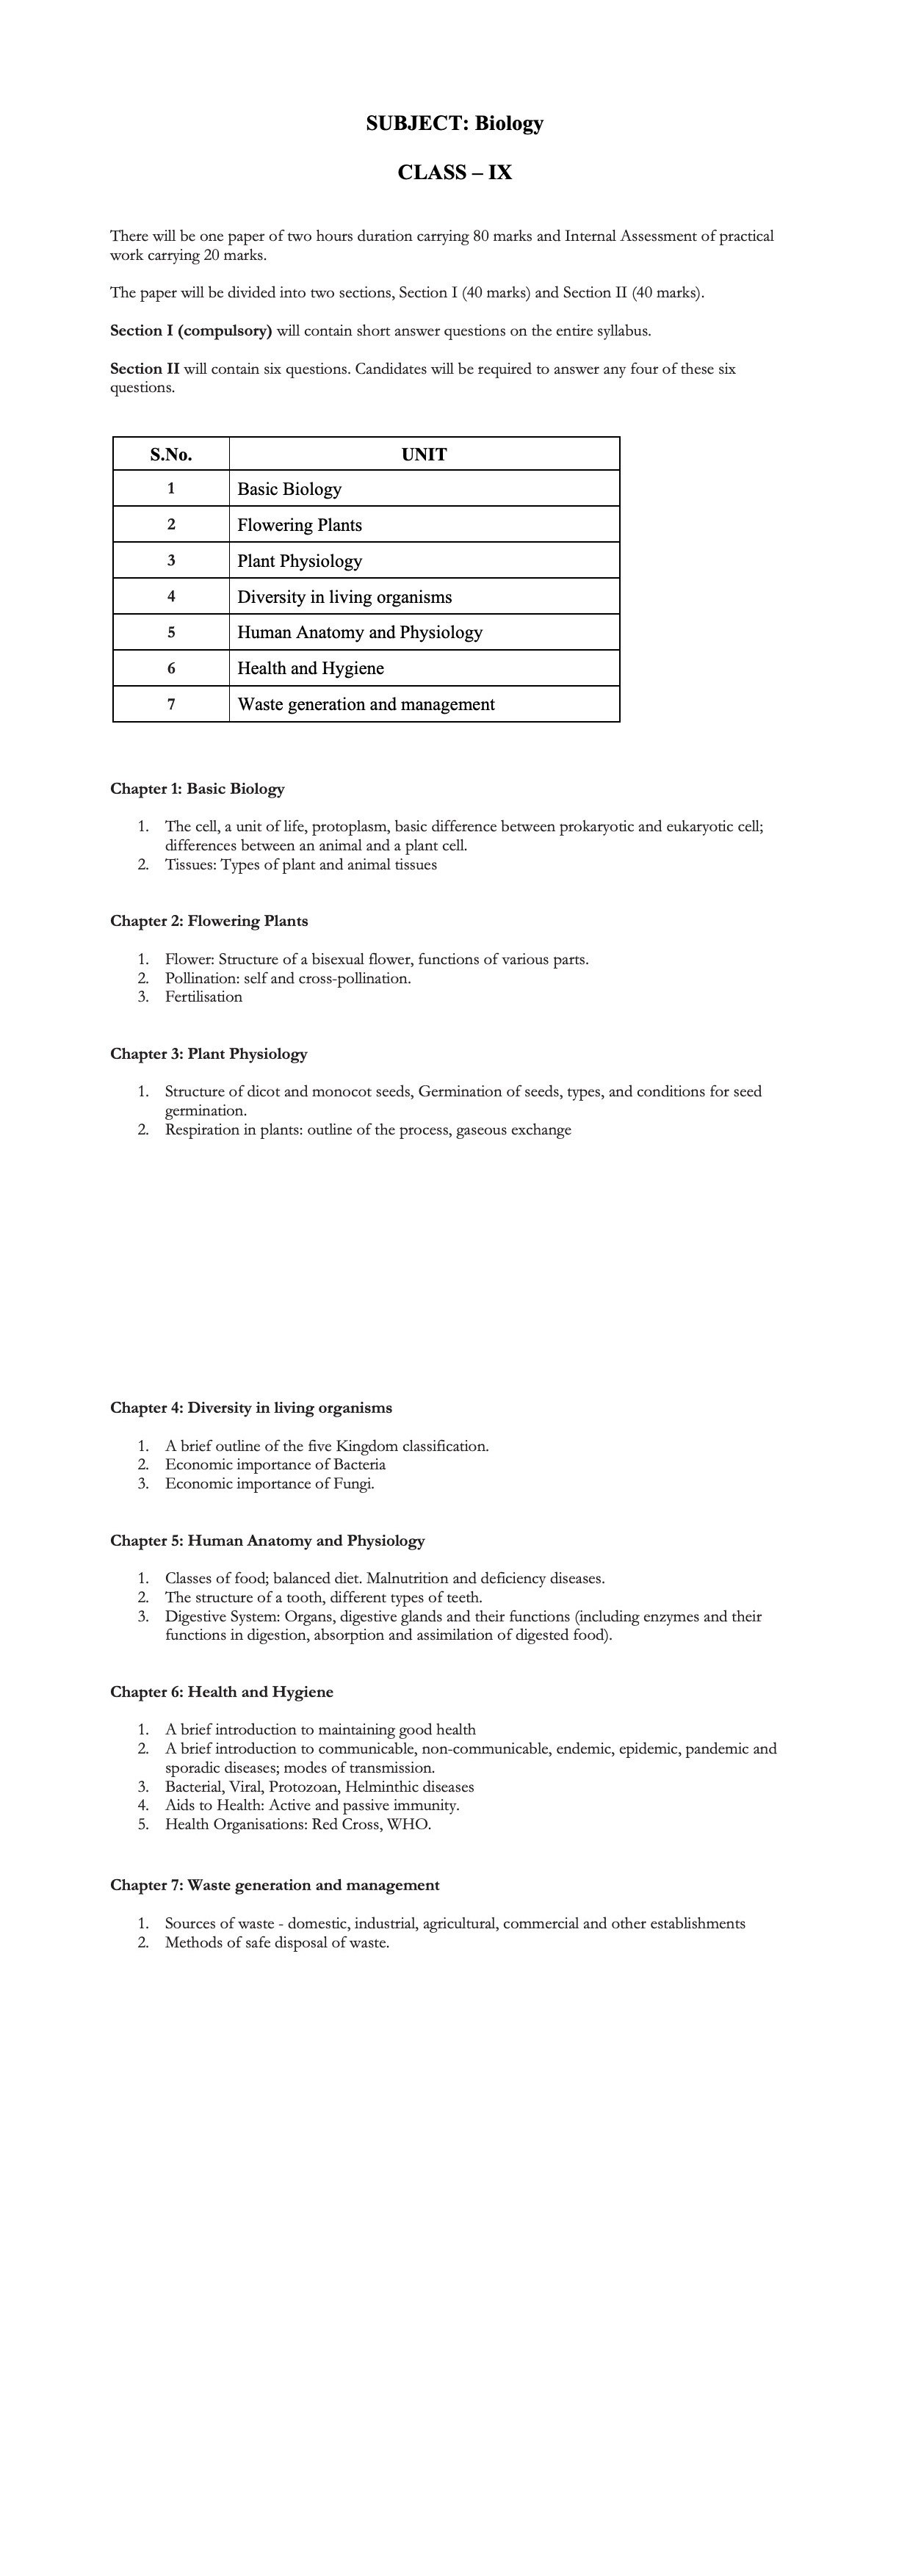 SUBJECT: Biology
CLASS – IX
There will be one paper of two hours duration carrying 80 marks and Internal Assessment of practical
work carrying 20 marks.
The paper will be divided into two sections, Section I (40 marks) and Section II (40 marks).
Section I (compulsory) will contain short answer questions on the entire syllabus.
Section II will contain six questions. Candidates will be required to answer any four of these six
questions.
S.No. UNIT
1 Basic Biology
2 Flowering Plants
3 Plant Physiology
4 Diversity in living organisms
5 Human Anatomy and Physiology
6 Health and Hygiene
7 Waste generation and management
Chapter 1: Basic Biology
1. The cell, a unit of life, protoplasm, basic difference between prokaryotic and eukaryotic cell;
differences between an animal and a plant cell.
2. Tissues: Types of plant and animal tissues
Chapter 2: Flowering Plants
1. Flower: Structure of a bisexual flower, functions of various parts.
2. Pollination: self and cross-pollination.
3. Fertilisation
Chapter 3: Plant Physiology
1. Structure of dicot and monocot seeds, Germination of seeds, types, and conditions for seed
germination.
2. Respiration in plants: outline of the process, gaseous exchange
Chapter 4: Diversity in living organisms
1. A brief outline of the five Kingdom classification.
2. Economic importance of Bacteria
3. Economic importance of Fungi.
Chapter 5: Human Anatomy and Physiology
1. Classes of food; balanced diet. Malnutrition and deficiency diseases.
2. The structure of a tooth, different types of teeth.
3. Digestive System: Organs, digestive glands and their functions (including enzymes and their
functions in digestion, absorption and assimilation of digested food).
Chapter 6: Health and Hygiene
1. A brief introduction to maintaining good health
2. A brief introduction to communicable, non-communicable, endemic, epidemic, pandemic and
sporadic diseases; modes of transmission.
3. Bacterial, Viral, Protozoan, Helminthic diseases
4. Aids to Health: Active and passive immunity.
5. Health Organisations: Red Cross, WHO.
Chapter 7: Waste generation and management
1. Sources of waste - domestic, industrial, agricultural, commercial and other establishments
2. Methods of safe disposal of waste.